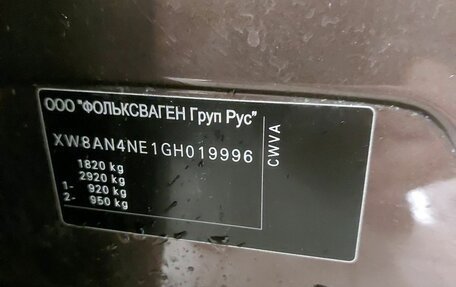 ООО "ФОЛЬКСВАГЕН Груп Рус"
XW8AN4NE1GH019996
1820 kg
2920 kg
1- 920 kg
2- 950 kg
CWVA